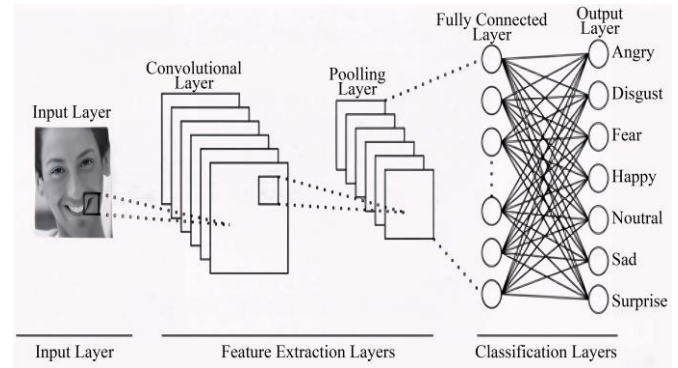 Input Layer
Convolutional
Layer
Poolling
Layer
Fully Connected
Layer
Output
Layer
Angry
Disgust
Fear
Happy
Noutral
Sad
Surprise
Input Layer
Feature Extraction Layers
Classification Layers